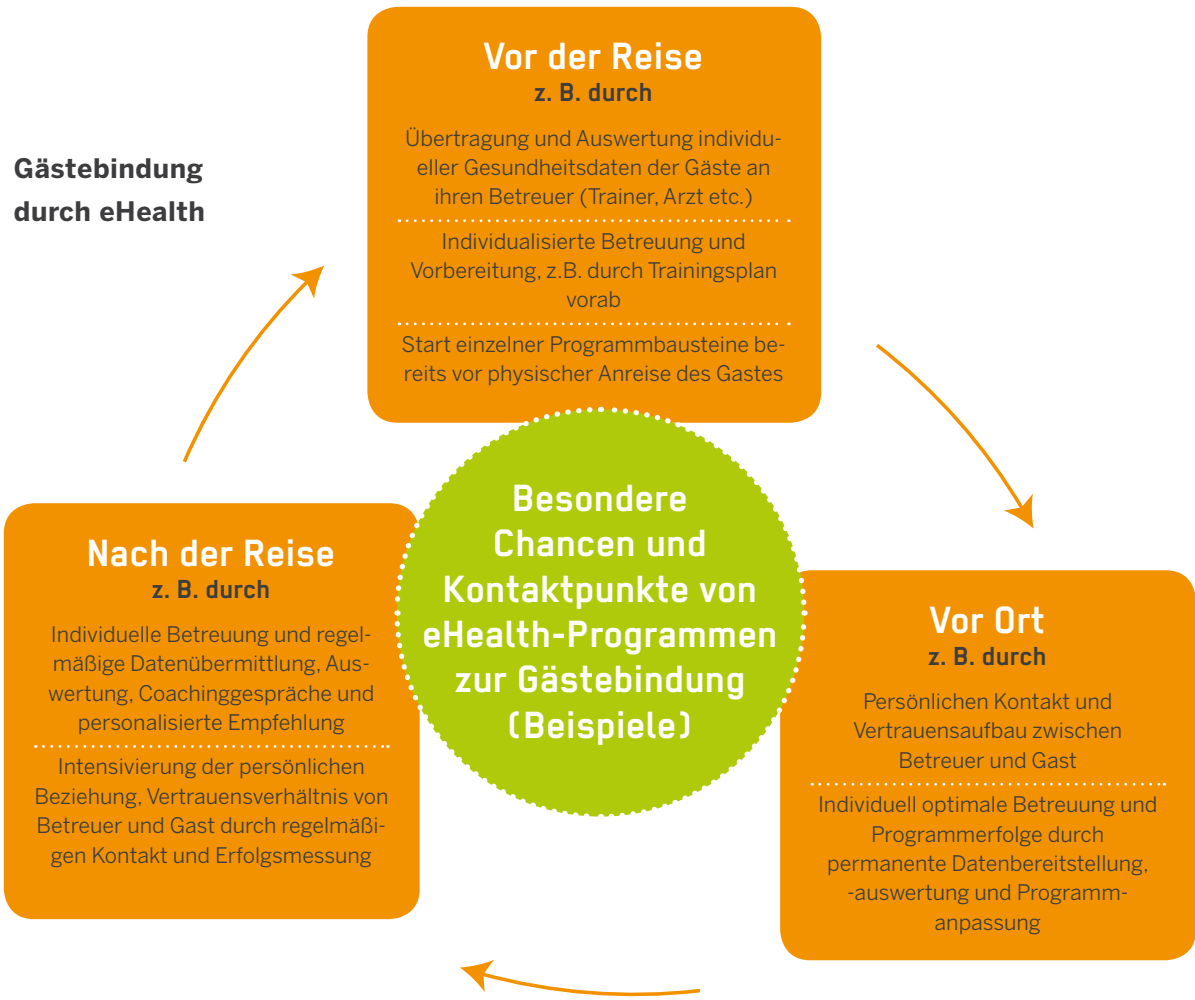 Gästebindung
durch eHealth
Vor der Reise
z. B. durch
Übertragung und Auswertung individu-
eller Gesundheitsdaten der Gäste an
ihren Betreuer (Trainer, Arzt etc.)
Individualisierte Betreuung und
Vorbereitung, z.B. durch Trainingsplan
vorab
Start einzelner Programmbausteine be-
reits vor physischer Anreise des Gastes
Besondere
Chancen und
Kontaktpunkte von
eHealth-Programmen
zur Gästebindung
(Beispiele)
Vor Ort
z. B. durch
Persönlichen Kontakt und
Vertrauensaufbau zwischen
Betreuer und Gast
Individuell optimale Betreuung und
Programmerfolge durch
permanente Datenbereitstellung,
-auswertung und Programm-
anpassung
Nach der Reise
z. B. durch
Individuelle Betreuung und regel-
mäßige Datenübermittlung, Aus-
wertung, Coachinggespräche und
personalisierte Empfehlung
Intensivierung der persönlichen
Beziehung, Vertrauensverhältnis von
Betreuer und Gast durch regelmäßi-
gen Kontakt und Erfolgsmessung